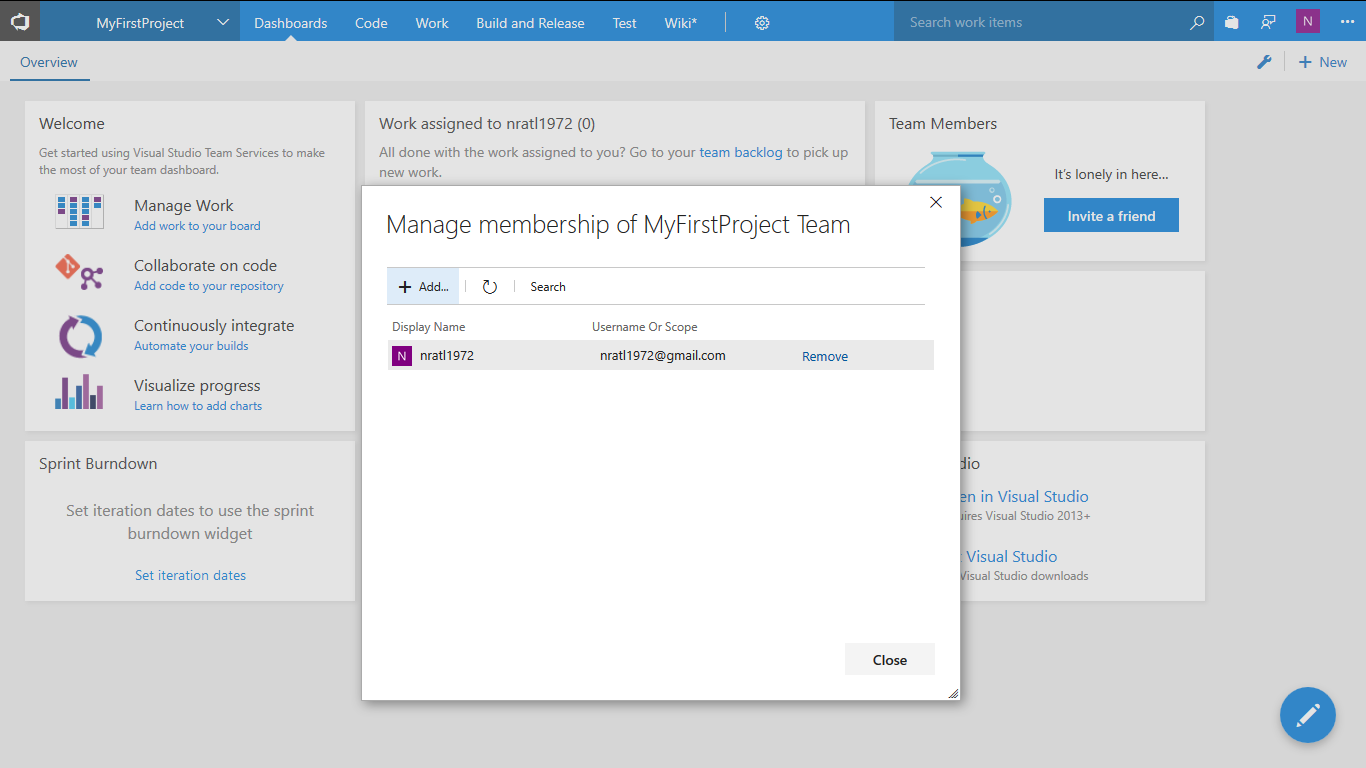 MyFirstProject
Dashboards
Code
Work
Build and Release
Test
Wiki*
Search work items
N
Overview
New
Welcome
Get started using Visual Studio Team Services to make
the most of your team dashboard.
Manage Work
Add work to your board
Collaborate on code
Add code to your repository
Continuously integrate
Automate your builds
Visualize progress
Learn how to add charts
Work assigned to nratl1972 (0)
All done with the work assigned to you? Go to your team backlog to pick up
new work.
Team Members
It's lonely in here...
Invite a friend
Manage membership of MyFirstProject Team
Add...
Search
Display Name
Username Or Scope
N
nratl1972
nratl1972@gmail.com
Remove
Close
Sprint Burndown
Set iteration dates to use the sprint
burndown widget
Set iteration dates
dio
en in Visual Studio
uires Visual Studio 2013+
Visual Studio
Visual Studio downloads